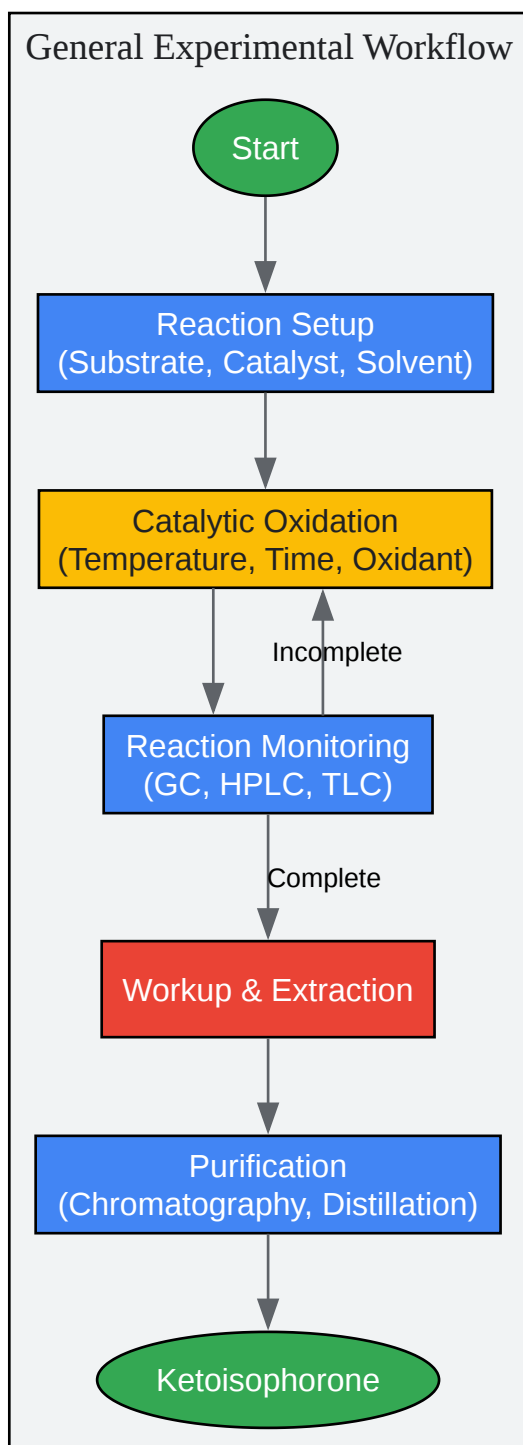 General Experimental Workflow
Start
Reaction Setup
(Substrate, Catalyst, Solvent)
Catalytic Oxidation
(Temperature, Time, Oxidant)
Incomplete
Reaction Monitoring
(GC, HPLC, TLC)
Complete
Workup & Extraction
Purification
(Chromatography, Distillation)
Ketoisophorone